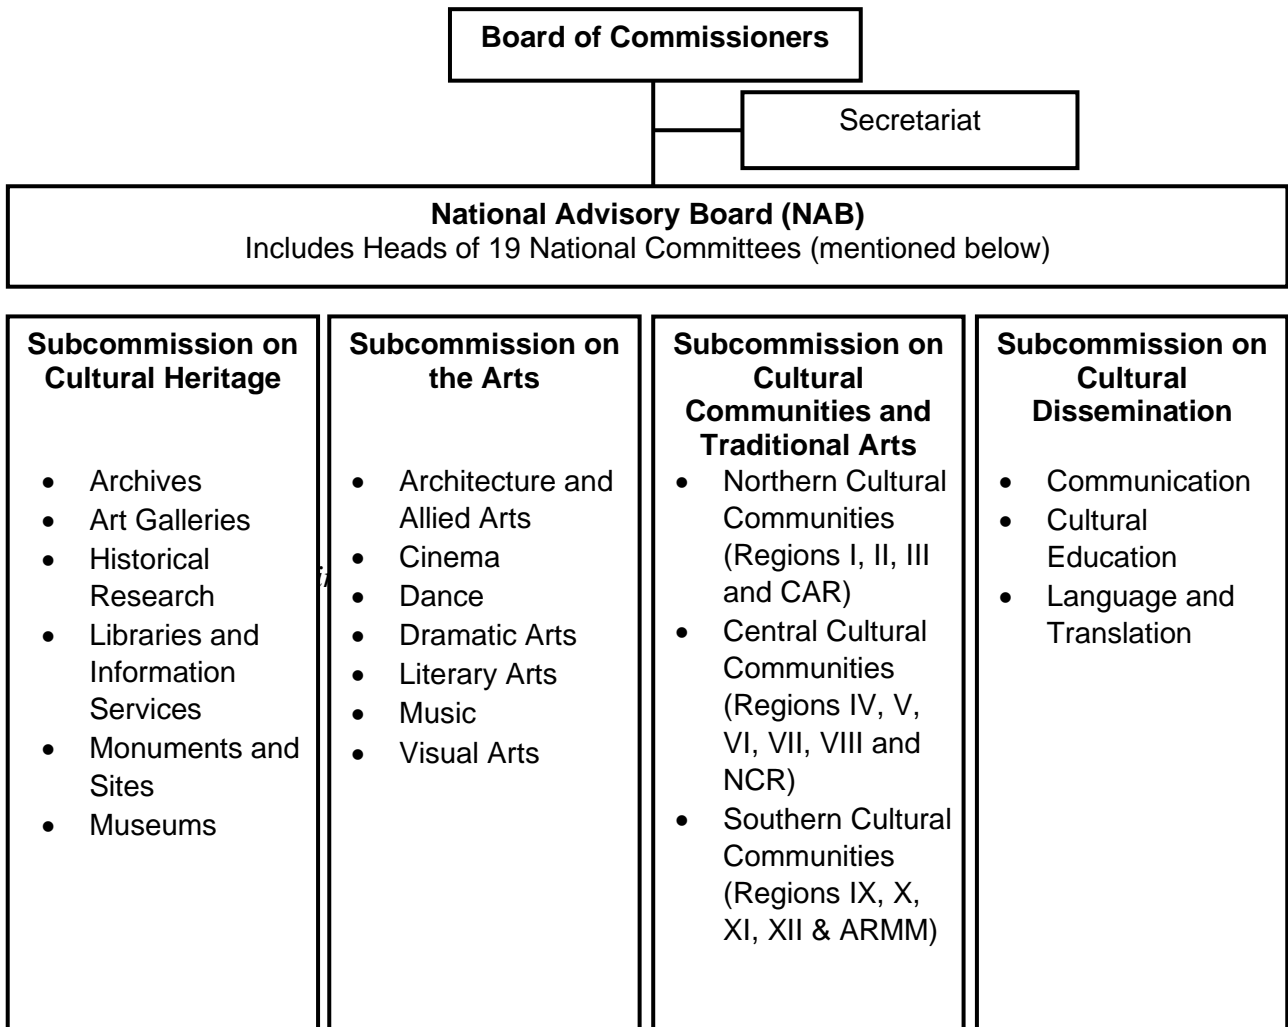 Board of Commissioners
Secretariat
National Advisory Board (NAB)
Includes Heads of 19 National Committees (mentioned below)
Subcommission on
Cultural Heritage
• Archives
• Art Galleries
• Historical
Research
• Libraries and
Information
Services
• Monuments and
Sites
• Museums
Subcommission on
the Arts
• Architecture and
Allied Arts
• Cinema
• Dance
• Dramatic Arts
• Literary Arts
• Music
• Visual Arts
Subcommission on
Cultural
Communities and
Traditional Arts
• Northern Cultural
Communities
(Regions I, II, III
and CAR)
• Central Cultural
Communities
(Regions IV, V,
VI, VII, VIII and
NCR)
• Southern Cultural
Communities
(Regions IX, X,
XI, XII & ARMM)
Subcommission on
Cultural
Dissemination
• Communication
• Cultural
Education
• Language and
Translation